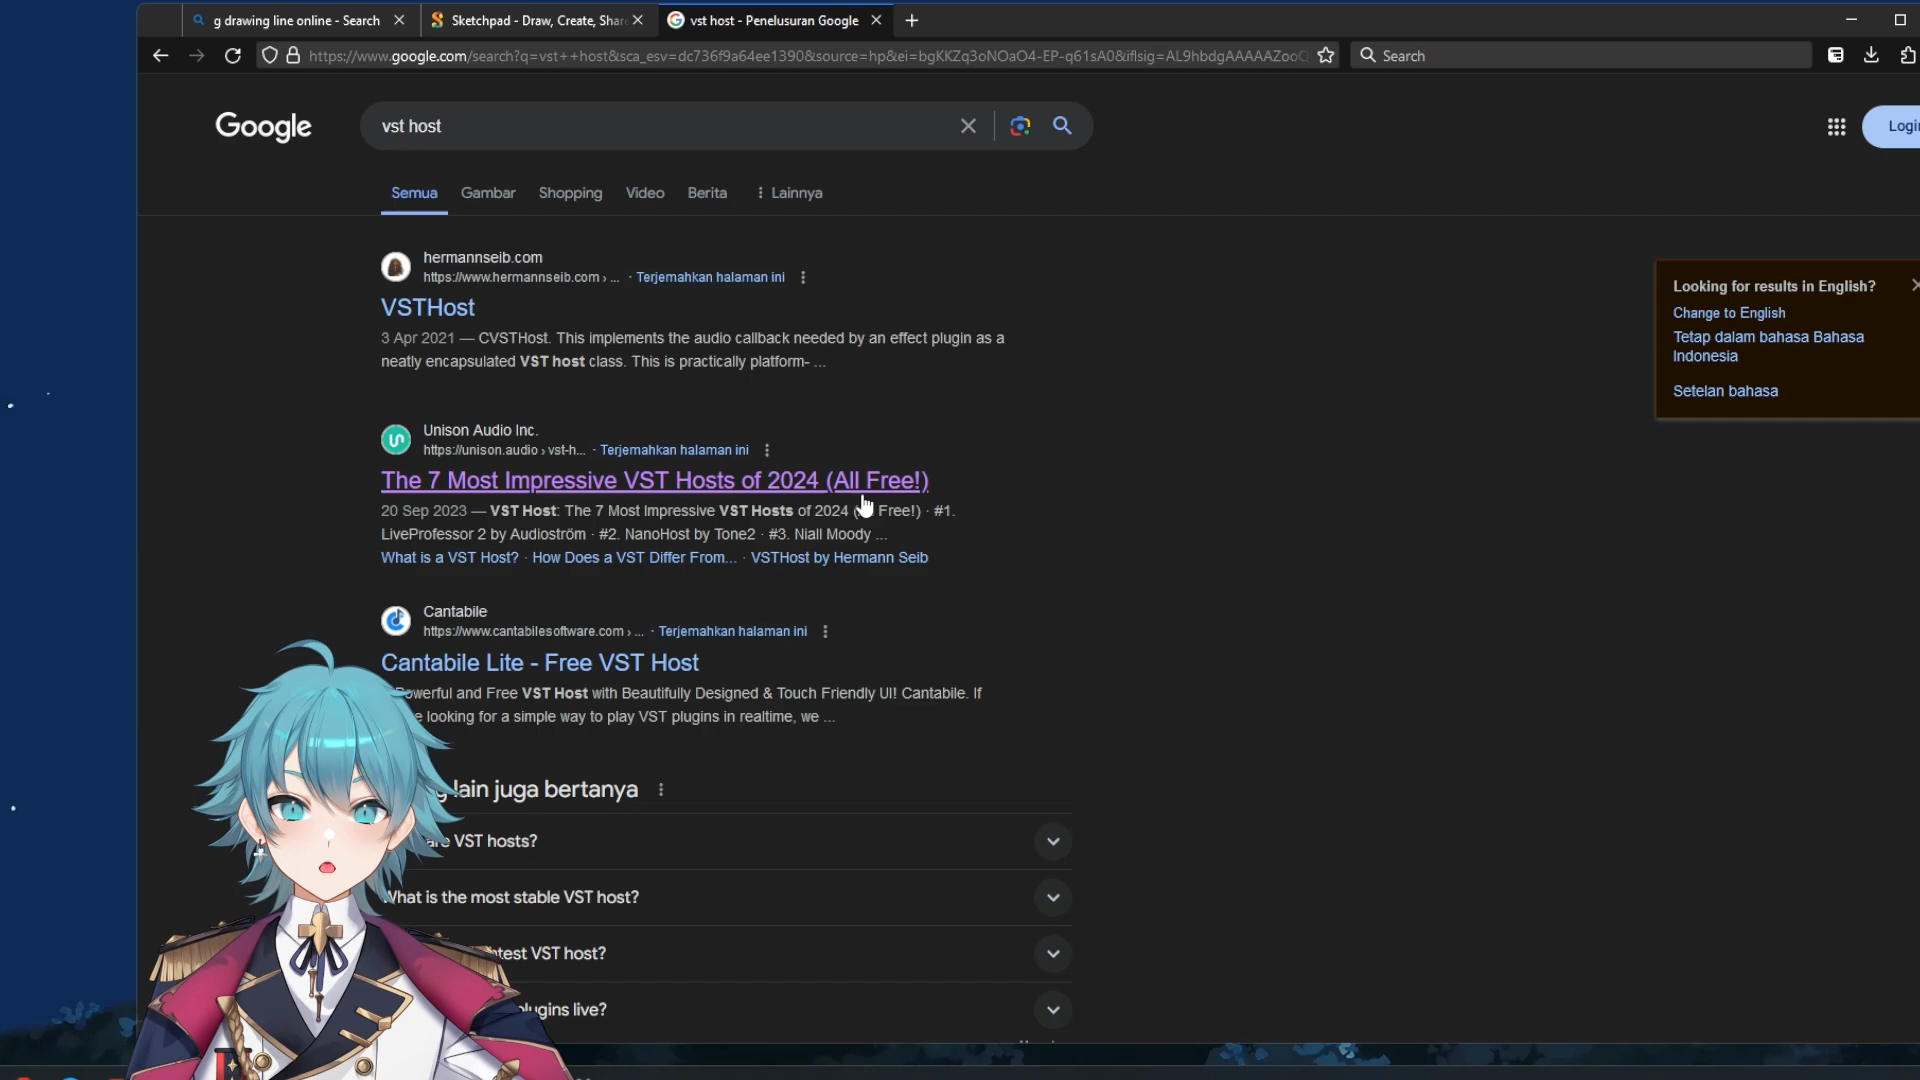 g drawing line online - Search
Sketchpad - Draw, Create, Shar
vst host - Penelusuran Google
https://www.google.com/search?q=vst++host&sca_esv=dc736f9a64ee1390&source=hp&ei=bgKKZq3oNOaO4-EP-q61sA0&iflsig=AL9hbdgAAAAAZooC
Search
Google
vst host
Login
Semua
Gambar
Shopping
Video
Berita
Lainnya
hermannseib.com
https://www.hermannseib.com › ... · Terjemahkan halaman ini
VSTHost
3 Apr 2021 — CVSTHost. This implements the audio callback needed by an effect plugin as a
neatly encapsulated VST host class. This is practically platform- ...
Looking for results in English?
Change to English
Tetap dalam bahasa Bahasa
Indonesia
Setelan bahasa
Unison Audio Inc.
https://unison.audio › vst-h... · Terjemahkan halaman ini
The 7 Most Impressive VST Hosts of 2024 (All Free!)
20 Sep 2023 — VST Host: The 7 Most Impressive VST Hosts of 2024 ( Free!) · #1.
LiveProfessor 2 by Audioström · #2. NanoHost by Tone2 · #3. Niall Moody ...
What is a VST Host? · How Does a VST Differ From... · VSTHost by Hermann Seib
Cantabile
https://www.cantabilesoftware.com › ... · Terjemahkan halaman ini
Cantabile Lite - Free VST Host
Powerful and Free VST Host with Beautifully Designed & Touch Friendly UI! Cantabile. If
looking for a simple way to play VST plugins in realtime, we ...
lain juga bertanya
are VST hosts?
What is the most stable VST host?
VST host?
plugins live?